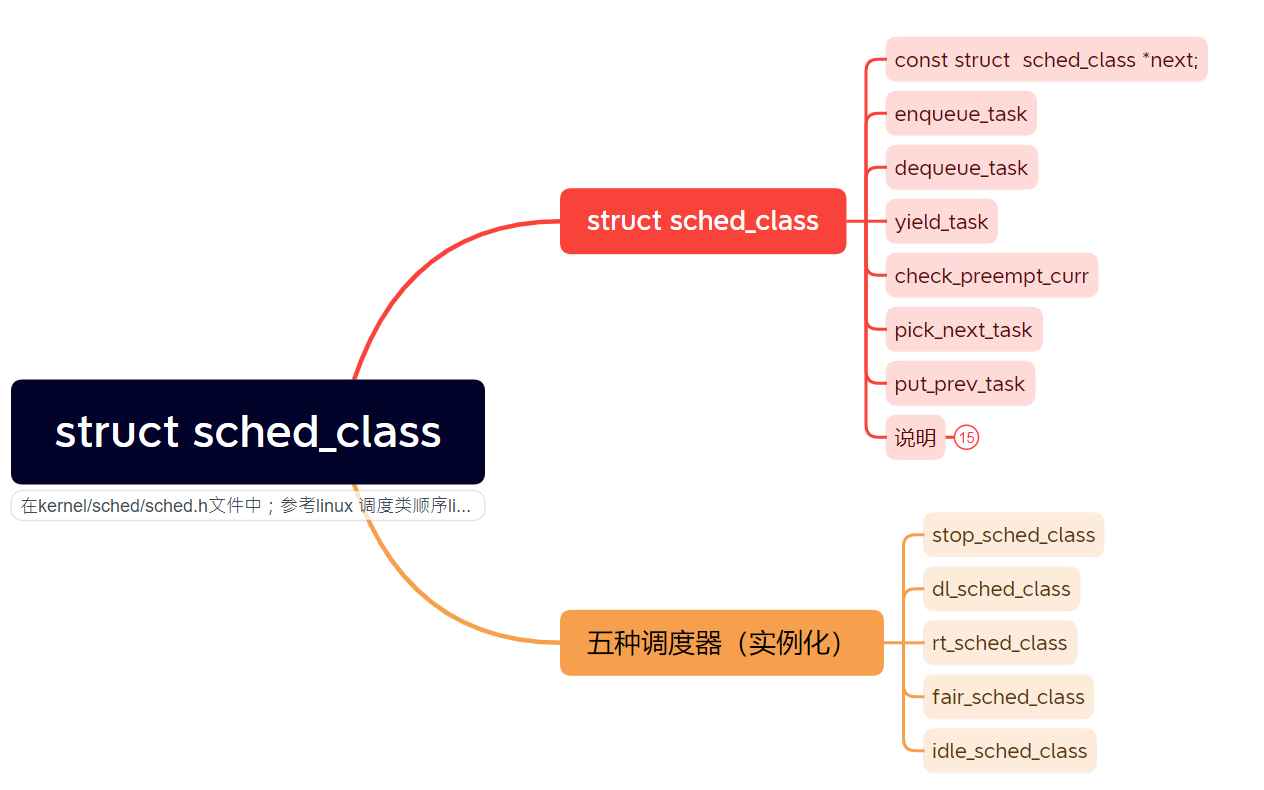 struct sched_class
在kernel/sched/sched.h文件中；参考linux 调度类顺序li...
struct sched_class
const struct  sched_class *next;
enqueue_task
dequeue_task
yield_task
check_preempt_curr
pick_next_task
put_prev_task
说明 15
五种调度器（实例化）
stop_sched_class
dl_sched_class
rt_sched_class
fair_sched_class
idle_sched_class